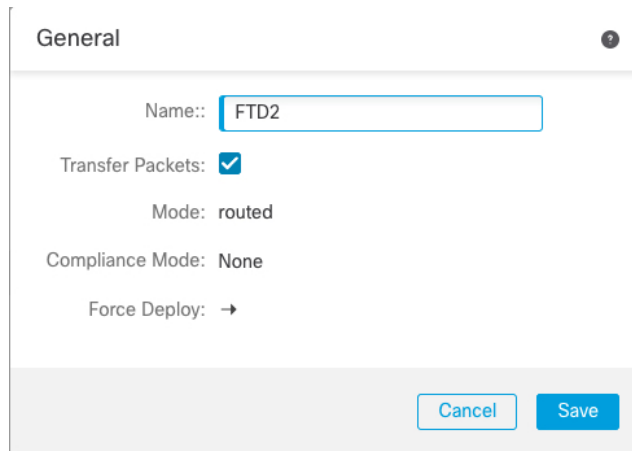 General
Name:: FTD2
Transfer Packets:
Mode: routed
Compliance Mode: None
Force Deploy: →
Cancel Save